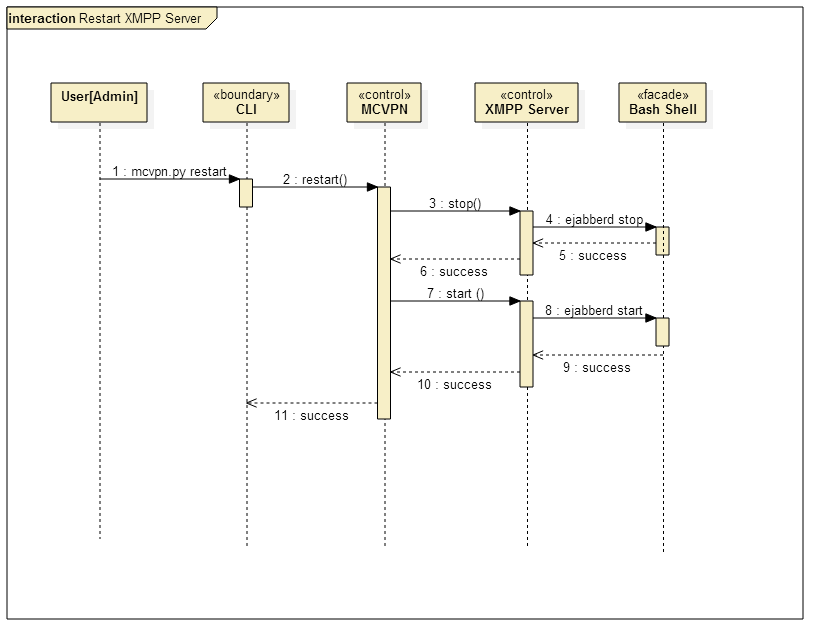 interaction Restart XMPP Server
User[Admin]
«boundary»
CLI
«control»
MCVPN
«control»
XMPP Server
«facade»
Bash Shell
1 : mcvpn.py restart
2 : restart()
3 : stop()
4 : ejabberd stop
5 : success
6 : success
7 : start ()
8 : ejabberd start
9 : success
10 : success
11 : success